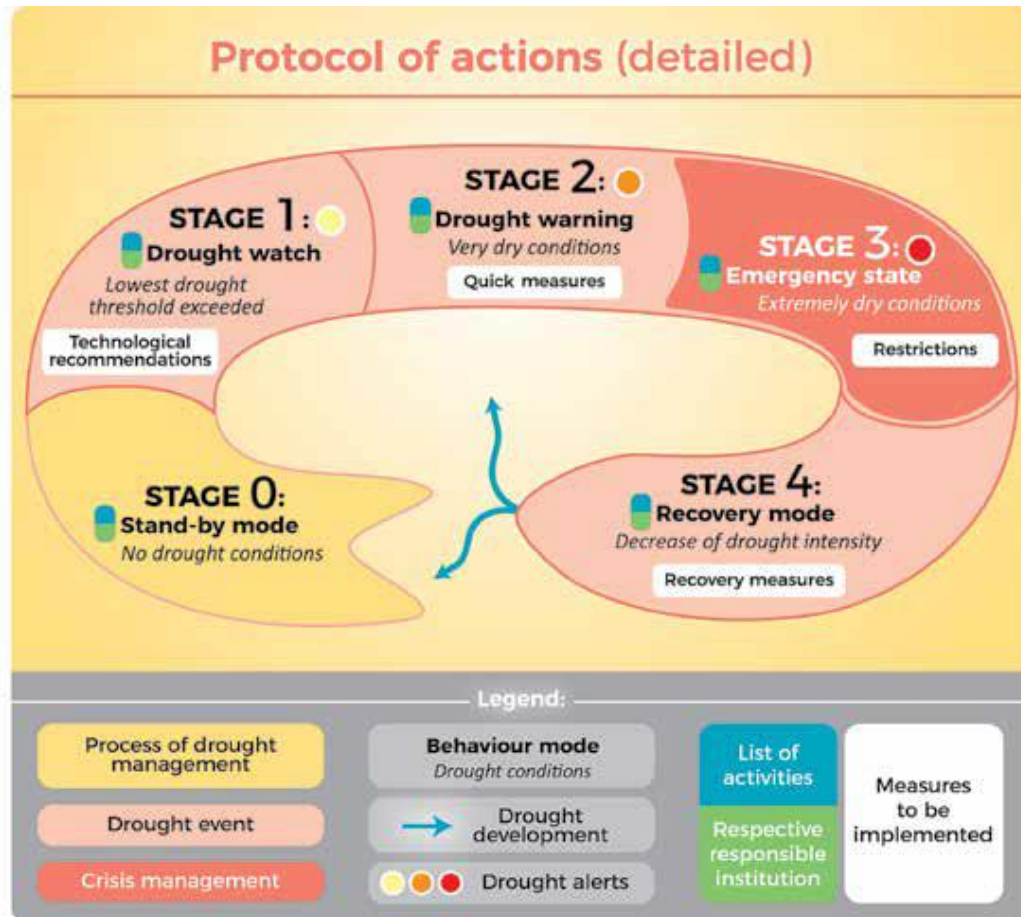 Protocol of actions (detailed)
STAGE 1:
Drought watch
Lowest drought
threshold exceeded
Technological
recommendations
STAGE 2:
Drought warning
Very dry conditions
Quick measures
STAGE 3:
Emergency state
Extremely dry conditions
Restrictions
STAGE 0:
Stand-by mode
No drought conditions
STAGE 4:
Recovery mode
Decrease of drought intensity
Recovery measures
Legend:
Process of drought
management
Drought event
Crisis management
Behaviour mode
Drought conditions
Drought
development
Drought alerts
List of
activities
Respective
responsible
institution
Measures
to be
implemented